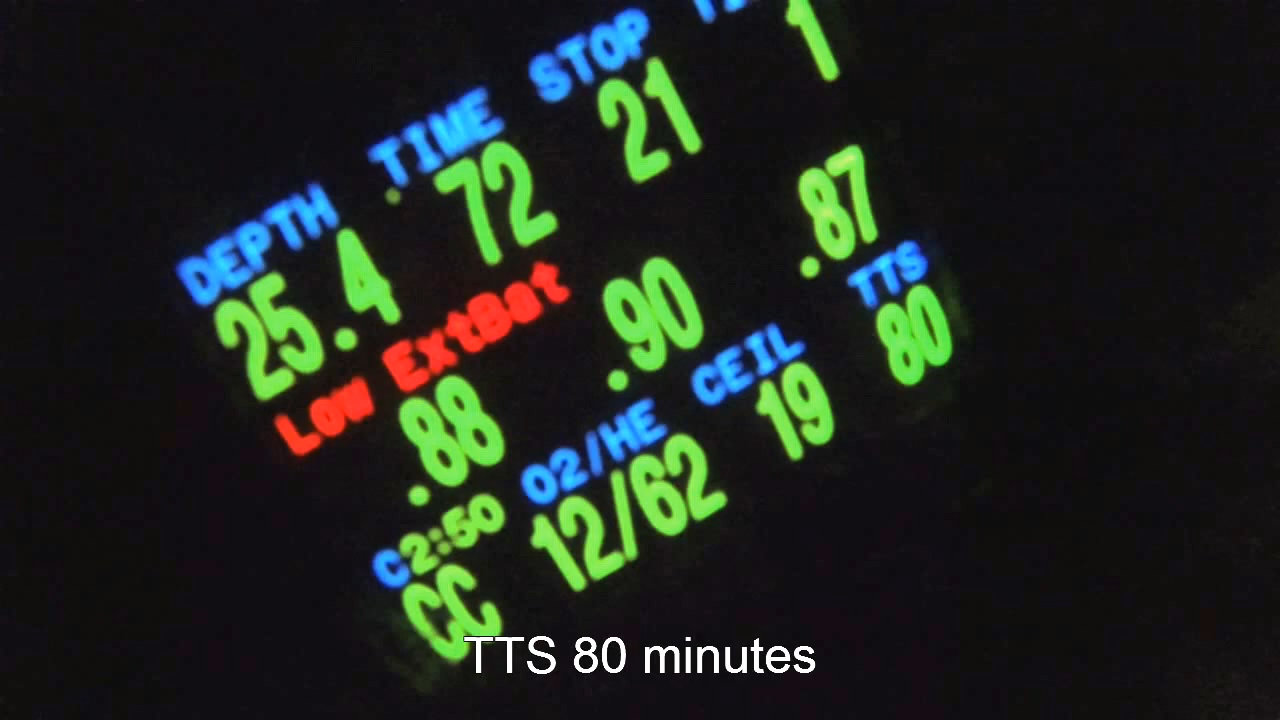 DEPTH TIME STOP
25.4 72 21 1
Low ExtBat
.88 .90 .87
C2:50 O2/HE CEIL TTS
CC 12/62 19 80
TTS 80 minutes